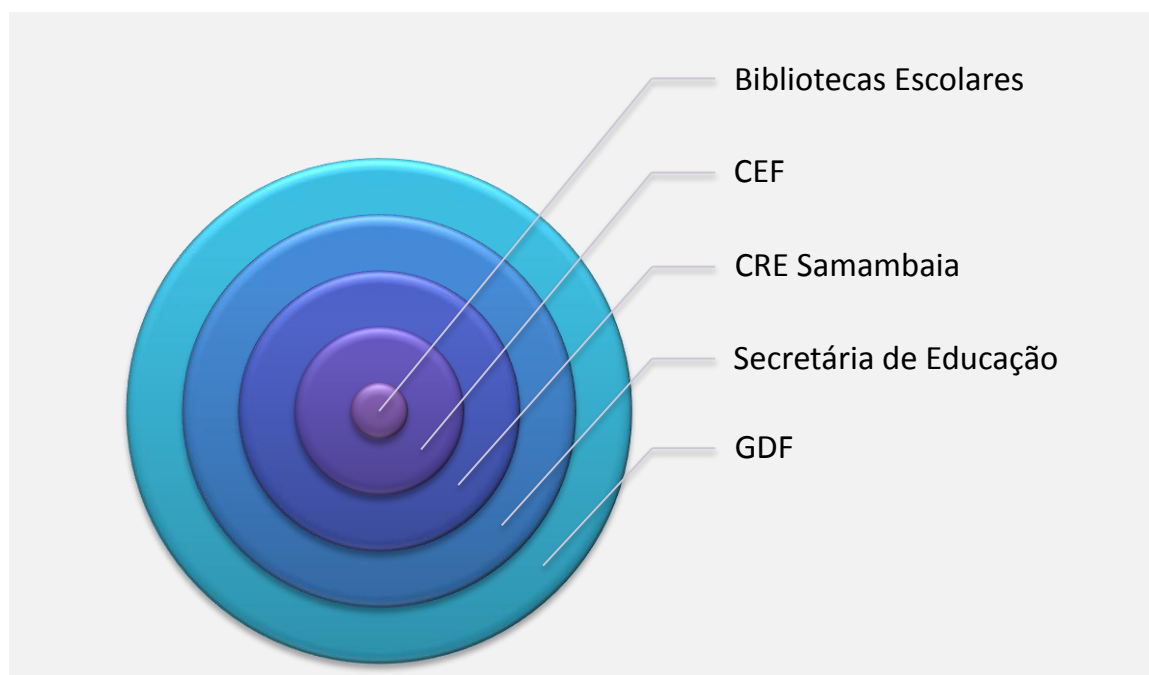 Bibliotecas Escolares
CEF
CRE Samambaia
Secretária de Educação
GDF